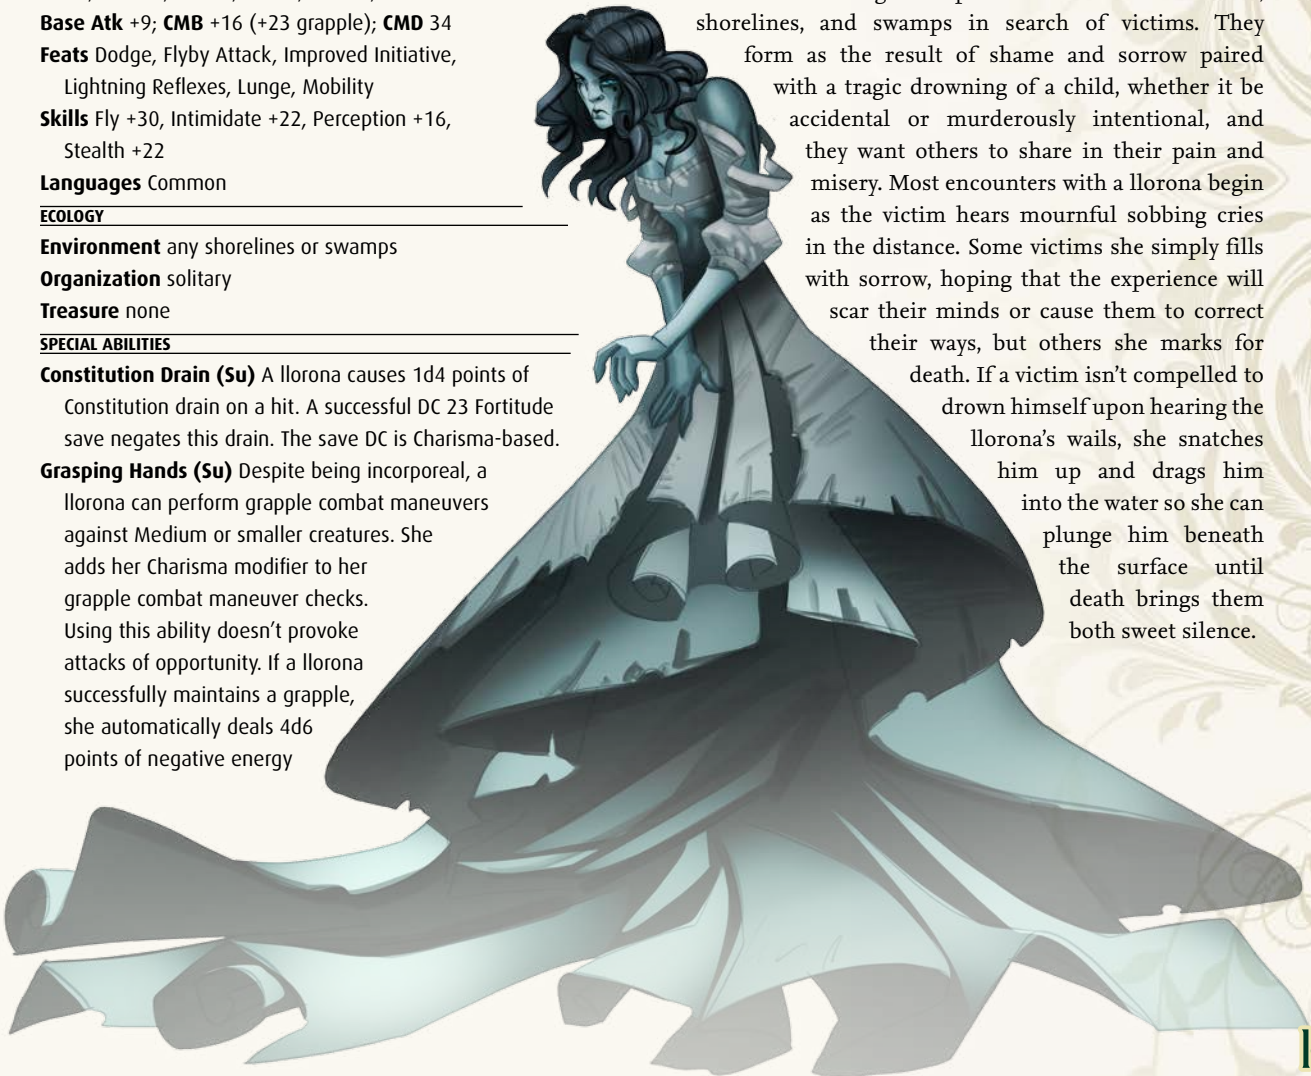 Base Atk +9; CMB +16 (+23 grapple); CMD 34
Feats Dodge, Flyby Attack, Improved Initiative,
Lightning Reflexes, Lunge, Mobility
Skills Fly +30, Intimidate +22, Perception +16,
Stealth +22
Languages Common
ECOLOGY
Environment any shorelines or swamps
Organization solitary
Treasure none
SPECIAL ABILITIES
Constitution Drain (Su) A llorona causes 1d4 points of
Constitution drain on a hit. A successful DC 23 Fortitude
save negates this drain. The save DC is Charisma-based.
Grasping Hands (Su) Despite being incorporeal, a
llorona can perform grapple combat maneuvers
against Medium or smaller creatures. She
adds her Charisma modifier to her
grapple combat maneuver checks.
Using this ability doesn't provoke
attacks of opportunity. If a llorona
successfully maintains a grapple,
she automatically deals 4d6
points of negative energy
shorelines, and swamps in search of victims. They
form as the result of shame and sorrow paired
with a tragic drowning of a child, whether it be
accidental or murderously intentional, and
they want others to share in their pain and
misery. Most encounters with a llorona begin
as the victim hears mournful sobbing cries
in the distance. Some victims she simply fills
with sorrow, hoping that the experience will
scar their minds or cause them to correct
their ways, but others she marks for
death. If a victim isn't compelled to
drown himself upon hearing the
llorona's wails, she snatches
him up and drags him
into the water so she can
plunge him beneath
the surface until
death brings them
both sweet silence.